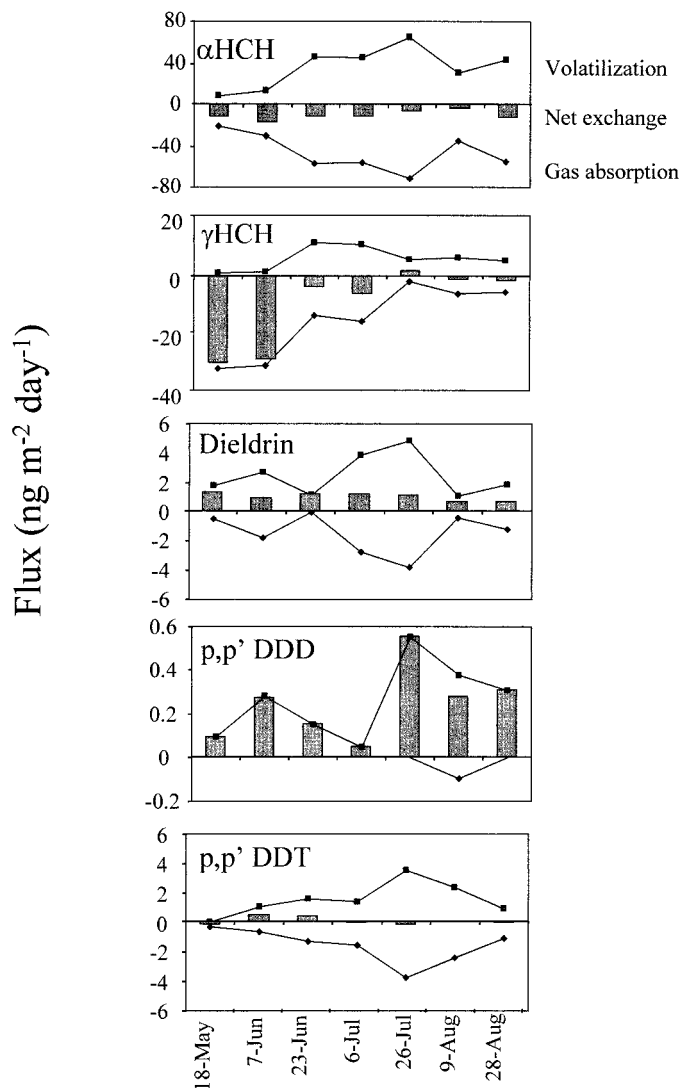 Flux (ng m⁻² day⁻¹)
αHCH
80
40
0
-40
-80
Volatilization
Net exchange
Gas absorption
γHCH
20
0
-20
-40
Dieldrin
6
4
2
0
-2
-4
-6
p,p’ DDD
0.6
0.4
0.2
0
-0.2
p,p’ DDT
6
4
2
0
-2
-4
-6
18-May
7-Jun
23-Jun
6-Jul
26-Jul
9-Aug
28-Aug